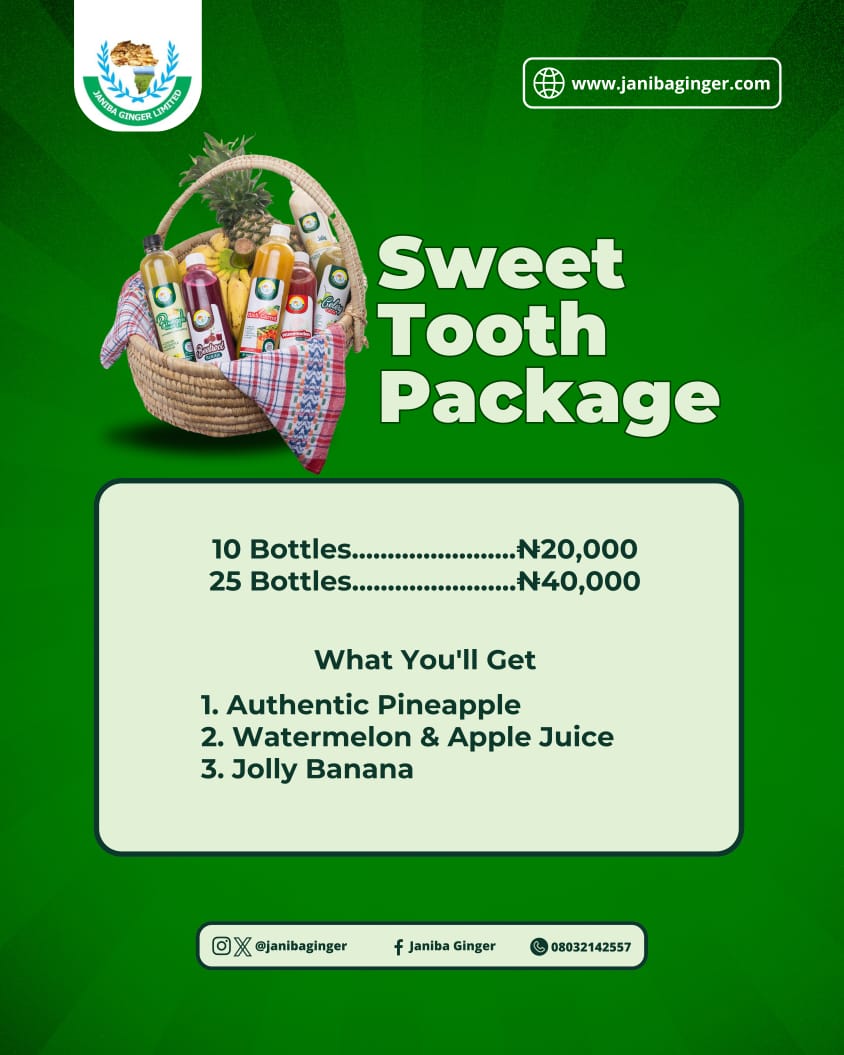 JANIBA GINGER LIMITED
www.janibaginger.com
Sweet
Tooth
Package
10 Bottles.......................₦20,000
25 Bottles.......................₦40,000
What You'll Get
1. Authentic Pineapple
2. Watermelon & Apple Juice
3. Jolly Banana
@janibaginger
Janiba Ginger
08032142557